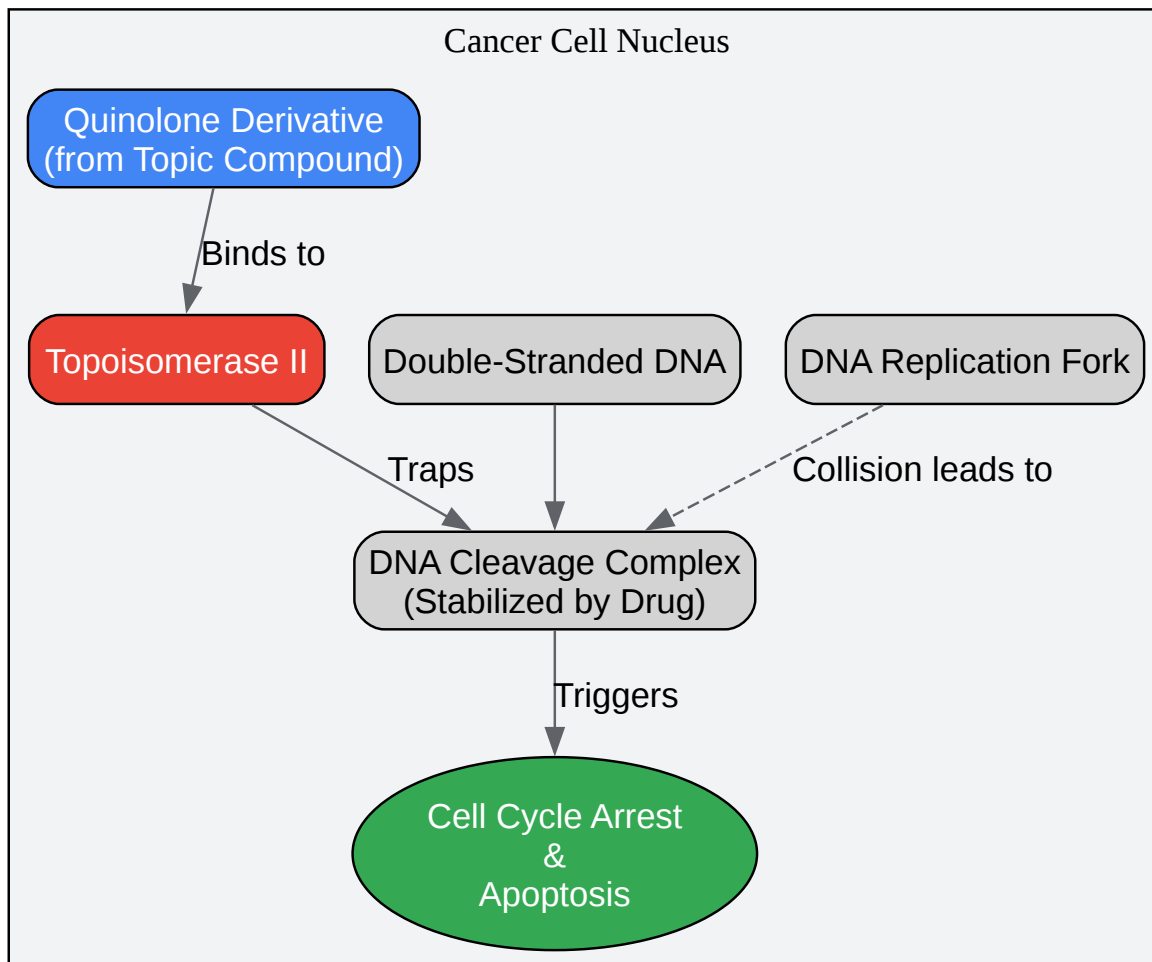 Cancer Cell Nucleus
Quinolone Derivative
(from Topic Compound)
Binds to
Topoisomerase II
Double-Stranded DNA
DNA Replication Fork
Traps
Collision leads to
DNA Cleavage Complex
(Stabilized by Drug)
Triggers
Cell Cycle Arrest
&
Apoptosis